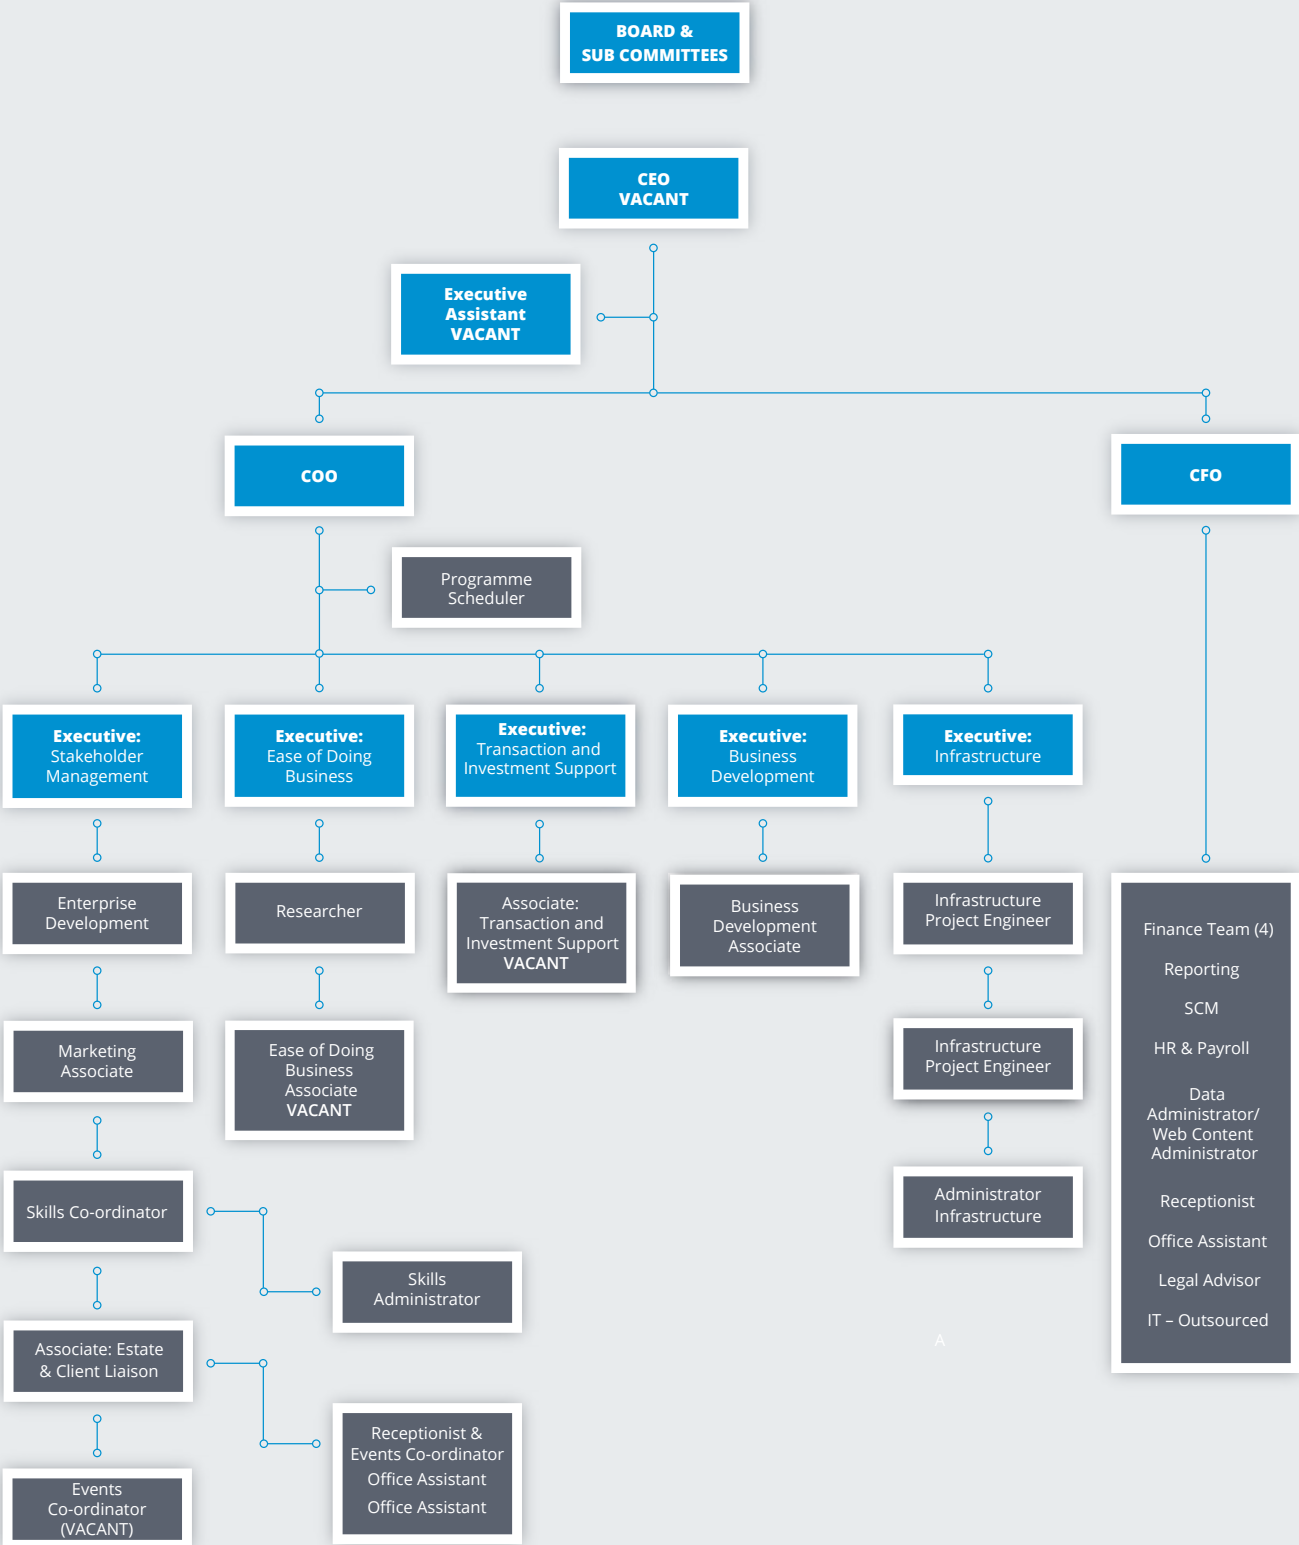 BOARD &
SUB COMMITTEES
CEO
VACANT
Executive
Assistant
VACANT
COO
CFO
Programme
Scheduler
Executive:
Stakeholder
Management
Executive:
Ease of Doing
Business
Executive:
Transaction and
Investment Support
Executive:
Business
Development
Executive:
Infrastructure
Enterprise
Development
Researcher
Associate:
Transaction and
Investment Support
VACANT
Business
Development
Associate
Infrastructure
Project Engineer
Finance Team (4)
Reporting
SCM
HR & Payroll
Data
Administrator/
Web Content
Administrator
Receptionist
Office Assistant
Legal Advisor
IT – Outsourced
Marketing
Associate
Ease of Doing
Business
Associate
VACANT
Infrastructure
Project Engineer
Skills Co-ordinator
Administrator
Infrastructure
Skills
Administrator
A
Associate: Estate
& Client Liaison
Receptionist &
Events Co-ordinator
Office Assistant
Office Assistant
Events
Co-ordinator
(VACANT)